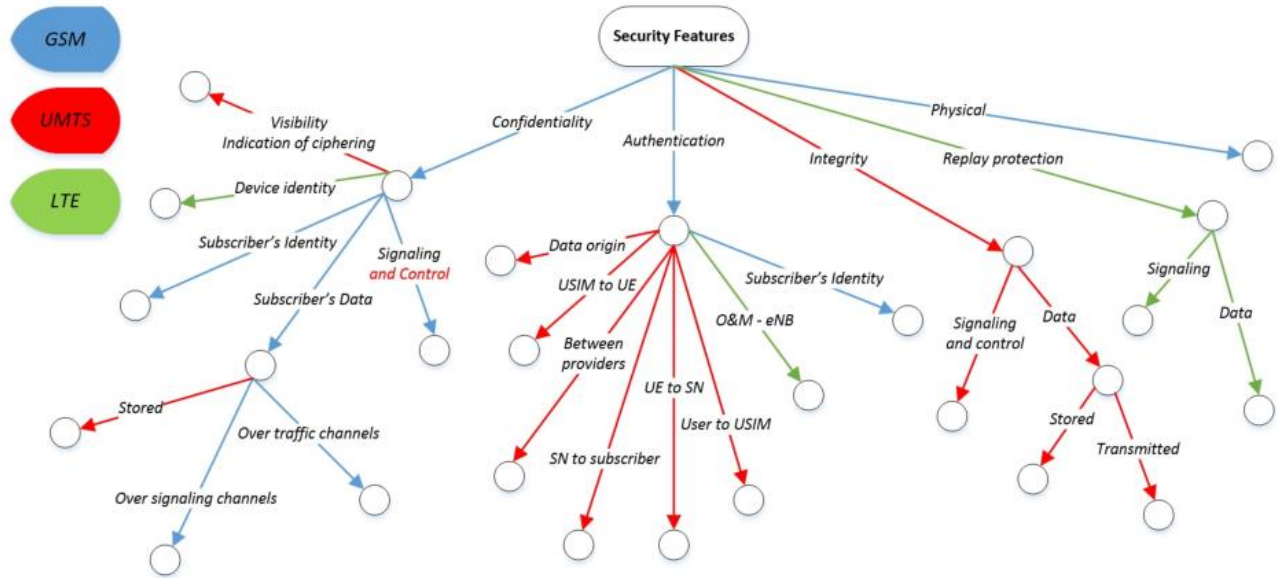 GSM
Security Features
UMTS
Visibility
Indication of ciphering
Confidentiality
Authentication
Physical
Integrity
Replay protection
LTE
Device identity
Subscriber's Identity
Signaling
and Control
Subscriber's Data
Data origin
USIM to UE
Subscriber's Identity
O&M - eNB
Between
providers
UE to SN
User to USIM
SN to subscriber
Signaling
and control
Data
Signaling
Data
Stored
Over traffic channels
Over signaling channels
Stored
Transmitted